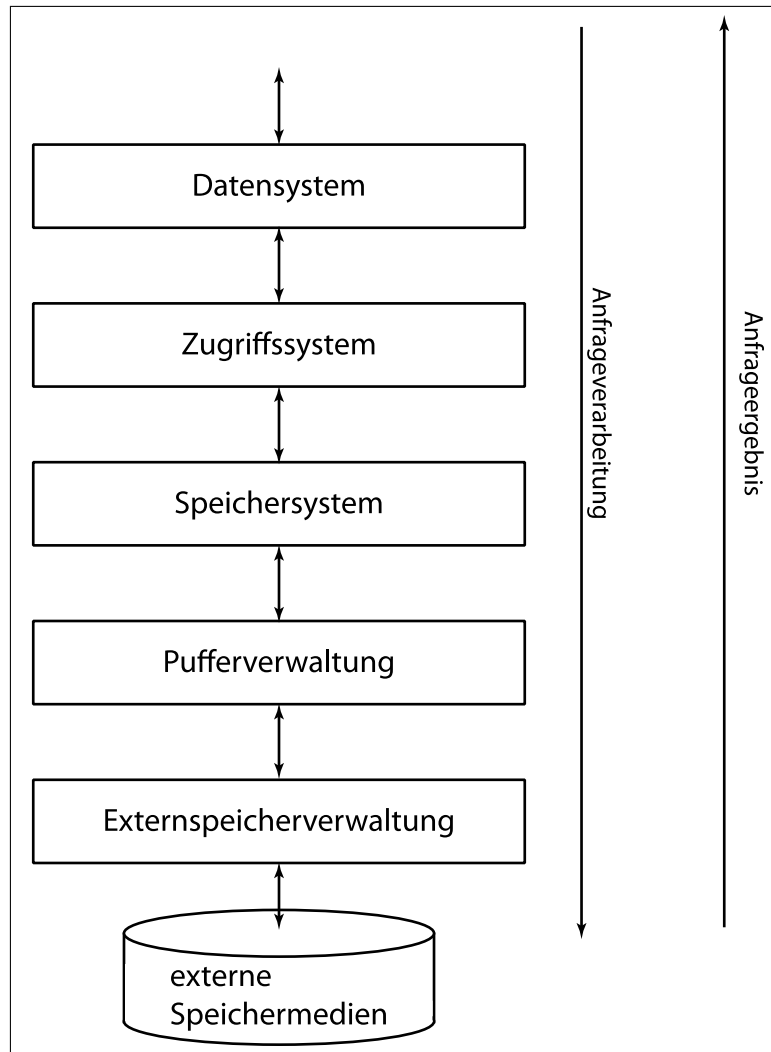 Datensystem
Zugriffssystem
Speichersystem
Pufferverwaltung
Externspeicherverwaltung
externe
Speichermedien
Anfrageverarbeitung
Anfrageergebnis